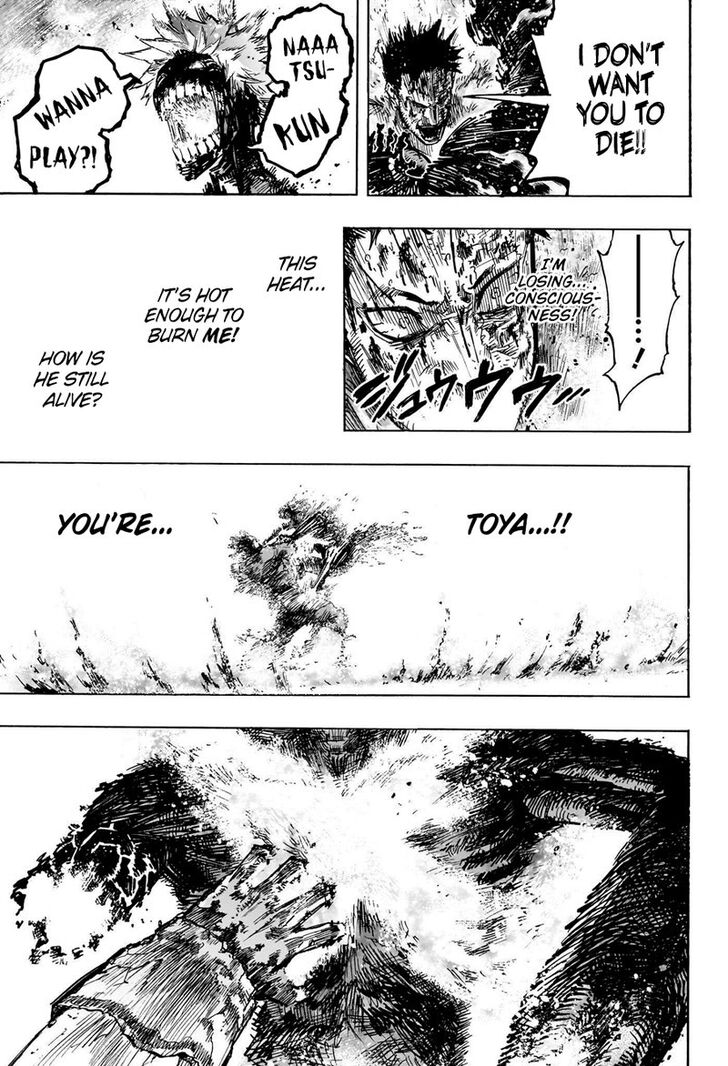 I DON'T
WANT
YOU TO
DIE!!
NAAA
TSU-
KUN
WANNA
PLAY?!
......!
I'M
LOSING...
CONSCIOUS-
NESS!
ジュウウウ
THIS
HEAT...
IT'S HOT
ENOUGH TO
BURN ME!
HOW IS
HE STILL
ALIVE?
YOU'RE...
TOYA...!!